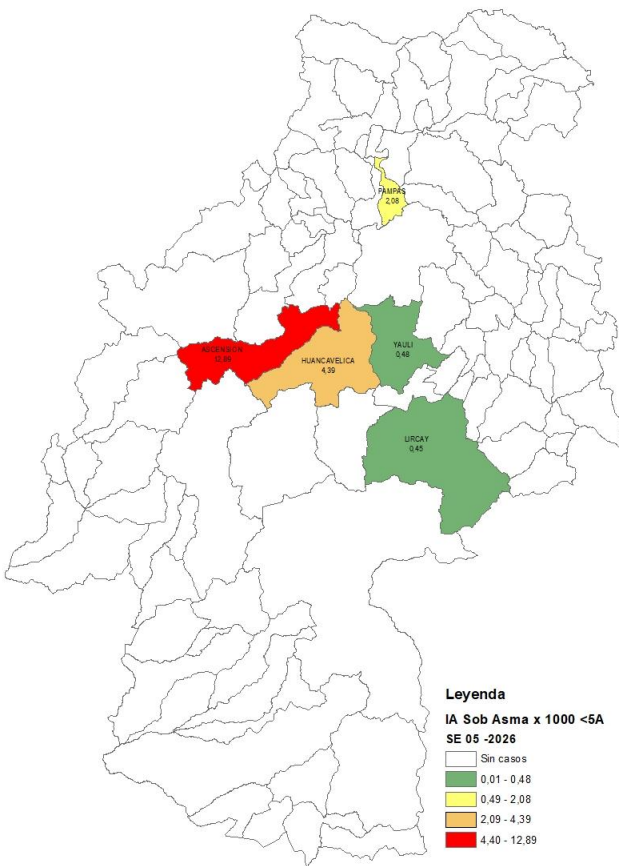 PAMPAS
2,08
ASCENSION
12,89
HUANCAVELICA
4,39
YAULI
0,48
LIRCAY
0,45
Leyenda
IA Sob Asma x 1000 <5A
SE 05 -2026
Sin casos
0,01 - 0,48
0,49 - 2,08
2,09 - 4,39
4,40 - 12,89